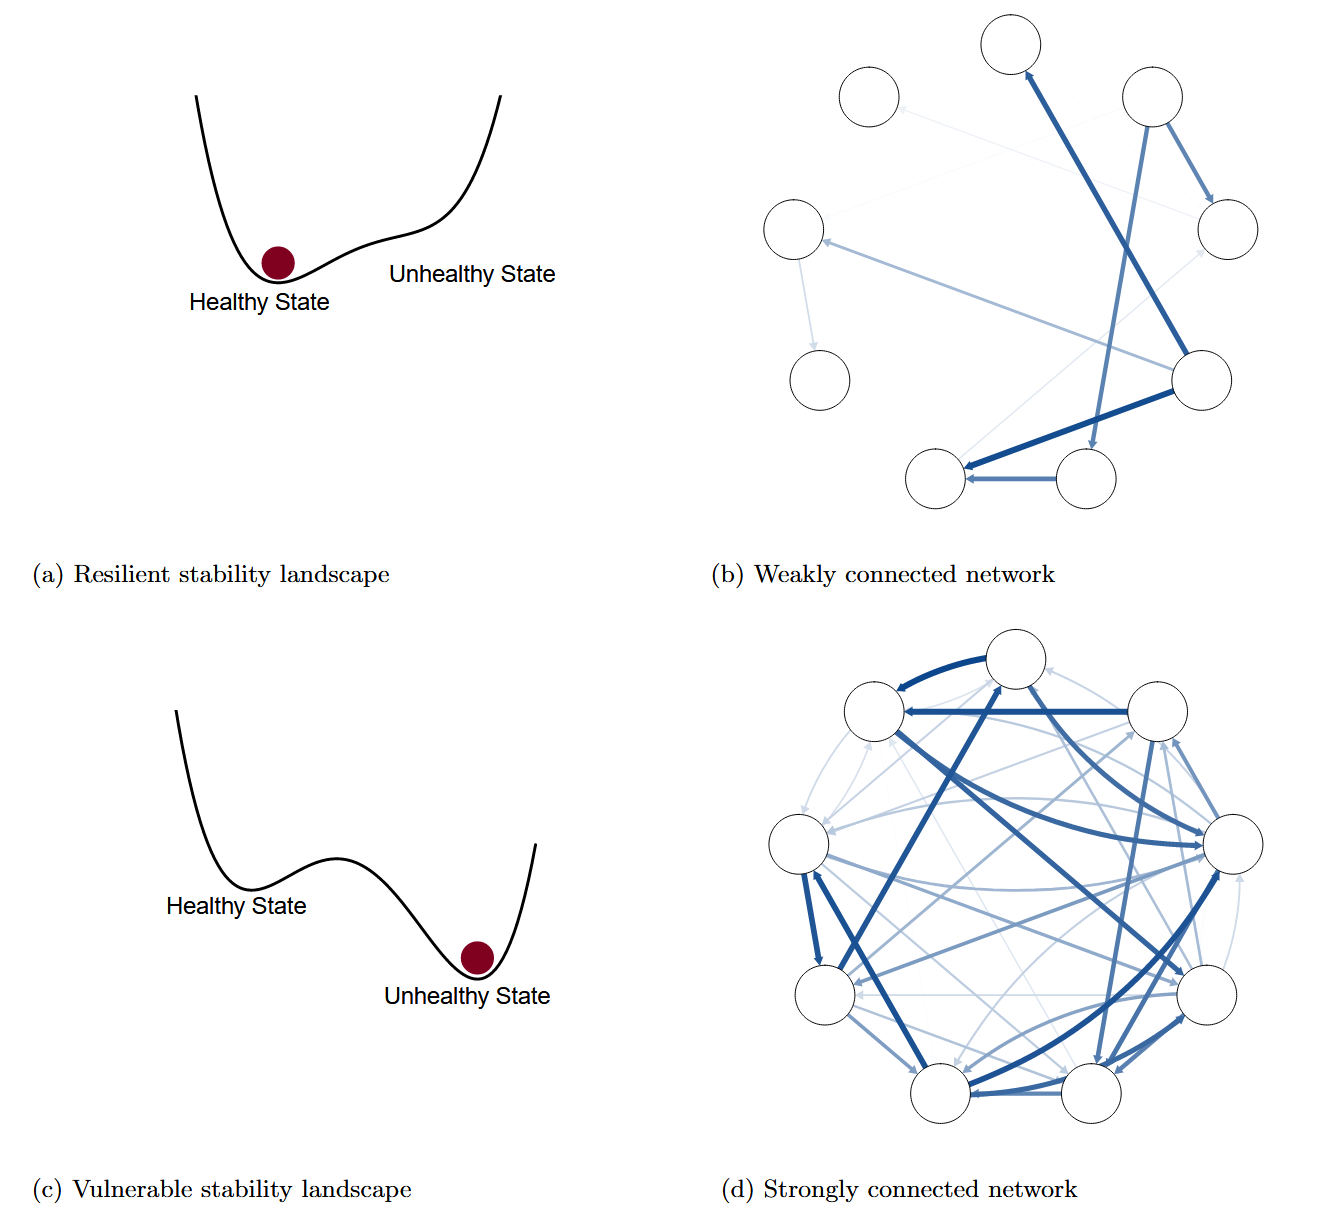 Healthy State
Unhealthy State
(a) Resilient stability landscape
(b) Weakly connected network
Healthy State
Unhealthy State
(c) Vulnerable stability landscape
(d) Strongly connected network